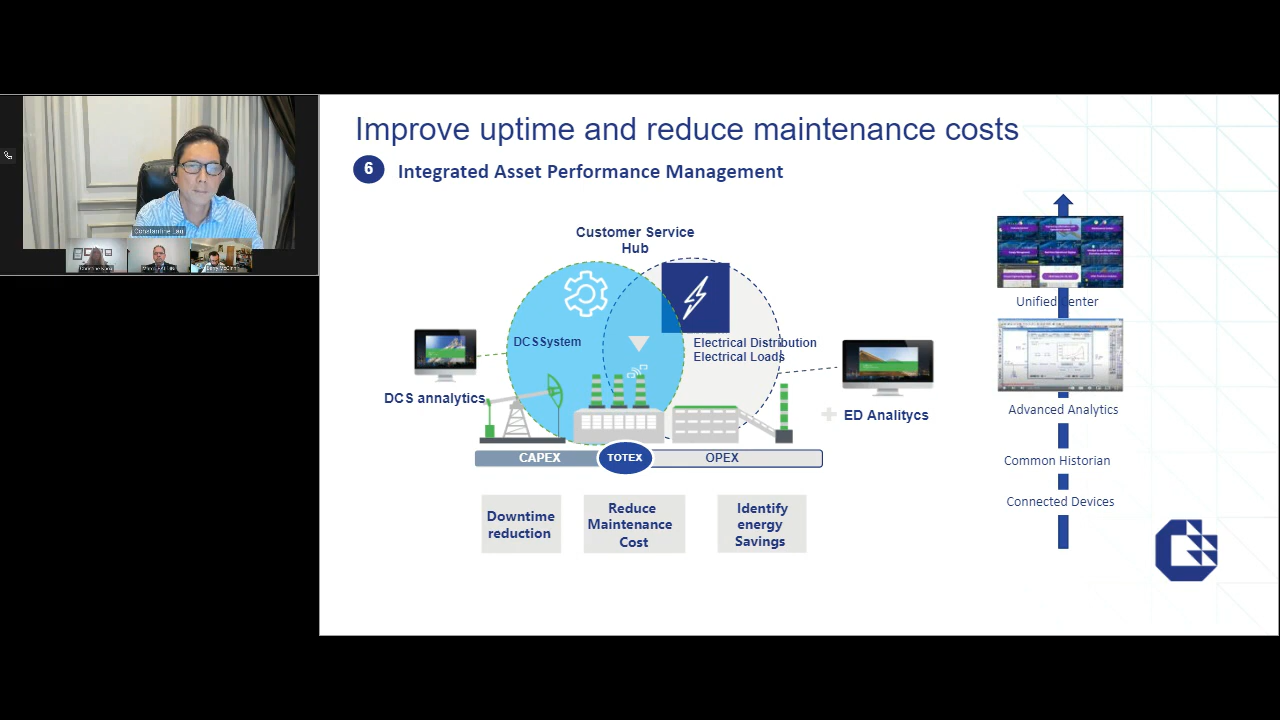 Improve uptime and reduce maintenance costs
6
Integrated Asset Performance Management
Constantine Lau
Customer Service
Hub
DCSSystem
Electrical Distribution
Electrical Loads
DCS annalytics
ED Analitycs
CAPEX
TOTEX
OPEX
Downtime
reduction
Reduce
Maintenance
Cost
Identify
energy
Savings
Unified Center
Advanced Analytics
Common Historian
Connected Devices